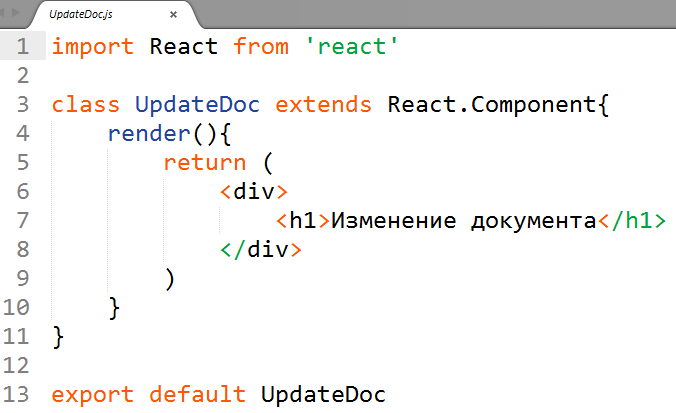 UpdateDoc.js ×
1 import React from 'react'
2
3 class UpdateDoc extends React.Component{
4     render(){
5         return (
6             <div>
7                 <h1>Изменение документа</h1>
8             </div>
9         )
10     }
11 }
12
13 export default UpdateDoc